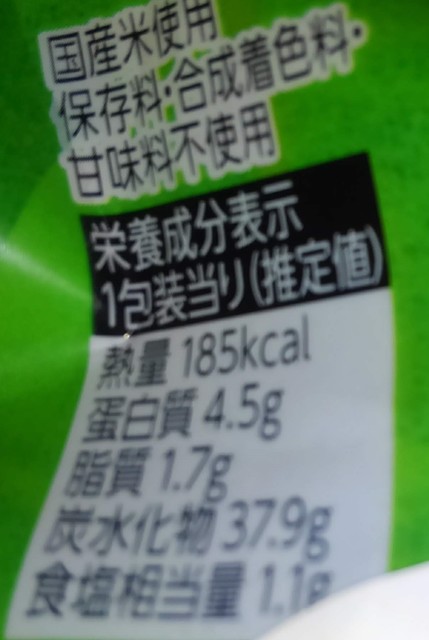 国産米使用
保存料・合成着色料・
甘味料不使用
栄養成分表示
1包装当り(推定値)
熱量 185kcal
蛋白質 4.5g
脂質 1.7g
炭水化物 37.9g
食塩相当量 1.1g